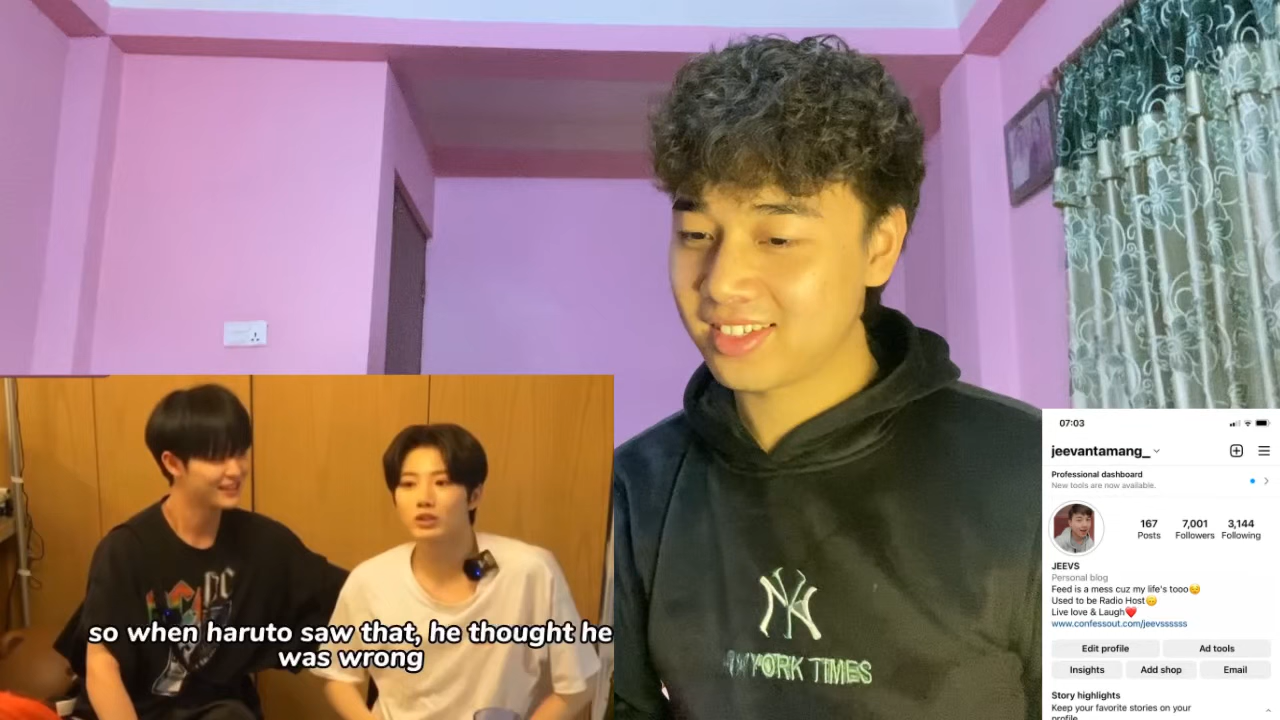 so when haruto saw that, he thought he
was wrong
NY
YORK TIMES
07:03
jeevantamang_
Professional dashboard
New tools are now available.
167 7,001 3,144
Posts Followers Following
JEEVS
Personal blog
Feed is a mess cuz my life's tooo😔
Used to be Radio Host🙃
Live love & Laugh❤️
www.confessout.com/jeevssssss
Edit profile Ad tools
Insights Add shop Email
Story highlights
Keep your favorite stories on your
profile